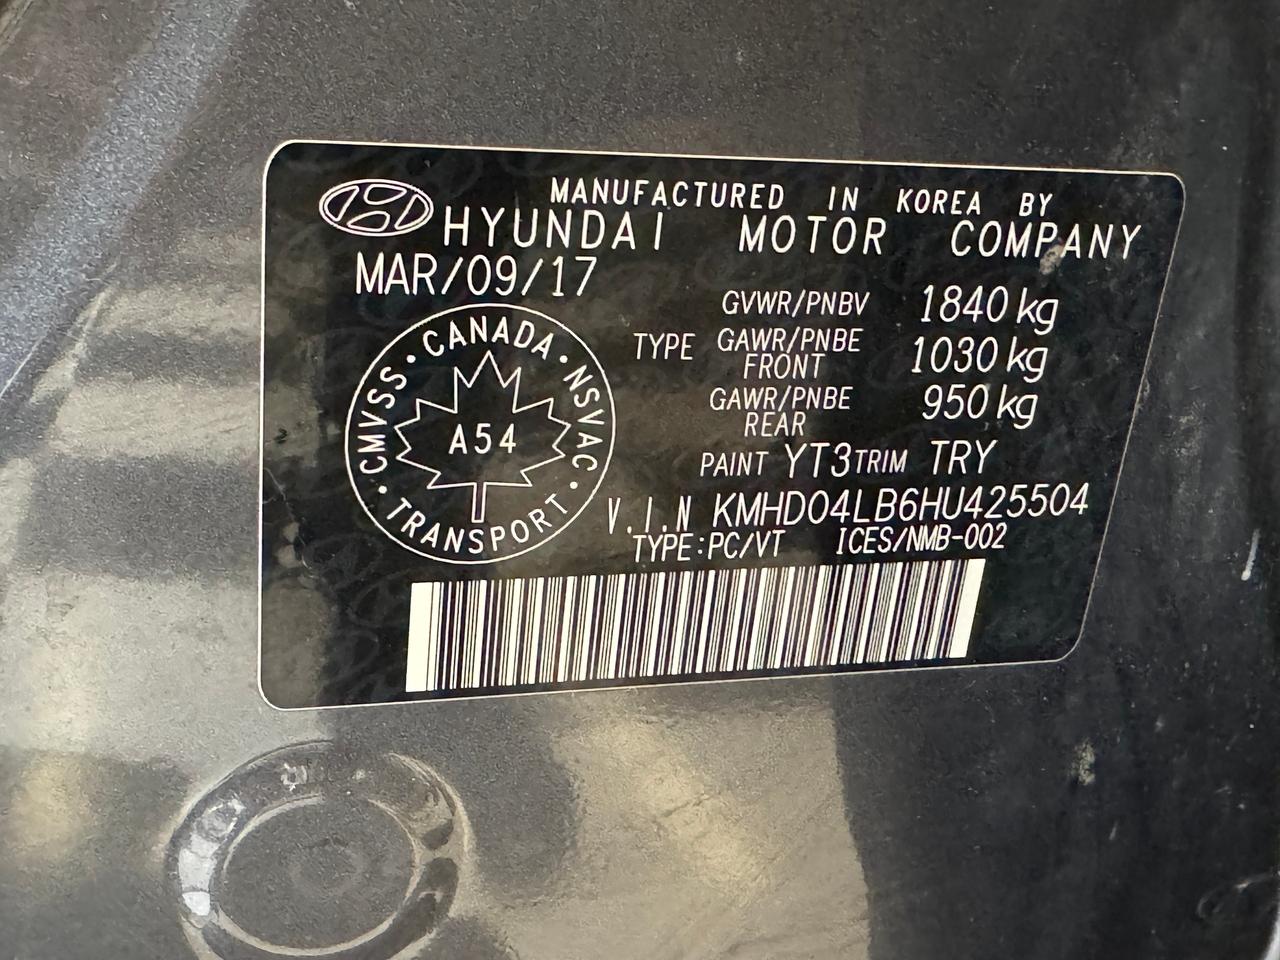 MANUFACTURED IN KOREA BY
HYUNDAI MOTOR COMPANY
MAR/09/17
GVWR/PNBV 1840 kg
TYPE GAWR/PNBE FRONT 1030 kg
GAWR/PNBE REAR 950 kg
PAINT YT3 TRIM TRY
V.I.N KMHD04LB6HU425504
TYPE:PC/VT ICES/NMB-002
CANADA · NSVAC · TRANSPORT · CMVSS ·
A54